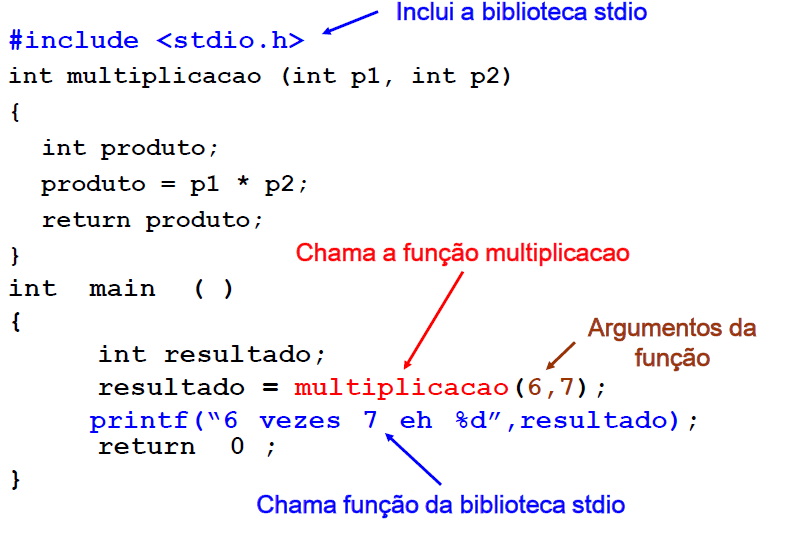 Inclui a biblioteca stdio
#include <stdio.h>
int multiplicacao (int p1, int p2)
{
int produto;
produto = p1 * p2;
return produto;
}
Chama a função multiplicacao
int main ( )
{
Argumentos da
função
int resultado;
resultado = multiplicacao(6,7);
printf(“6 vezes 7 eh %d”,resultado);
return 0 ;
}
Chama função da biblioteca stdio